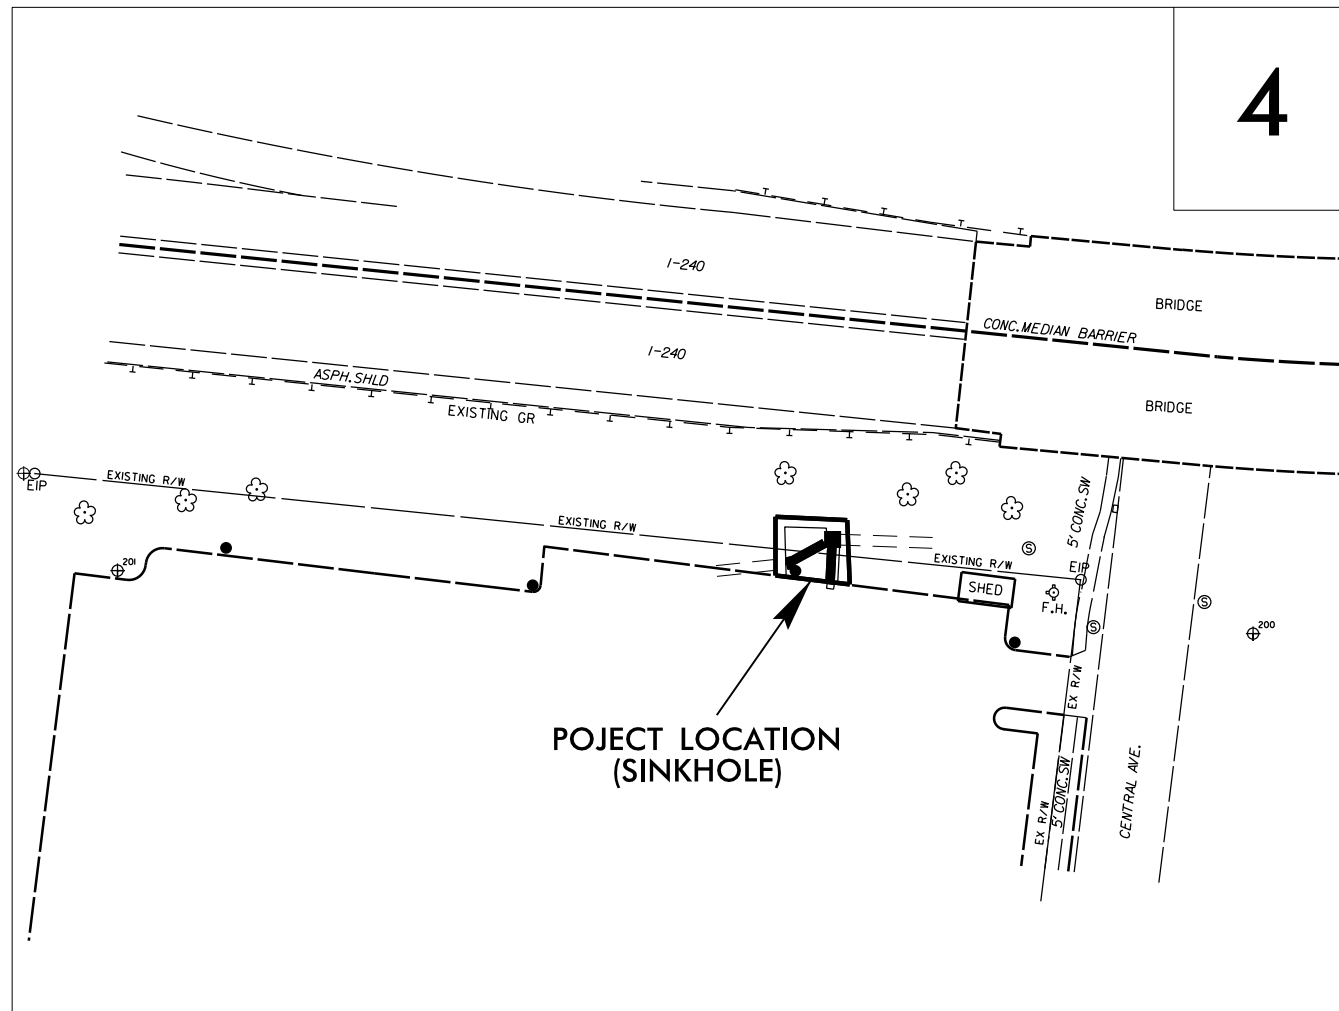 4
I-240
BRIDGE
CONC. MEDIAN BARRIER
I-240
ASPH. SHLD
BRIDGE
EXISTING GR
EXISTING R/W
EIP
5' CONC. SW
EXISTING R/W
EXISTING R/W
S
201
EIP
SHED
F.H.
S
S
200
EX R/W
POJECT LOCATION
(SINKHOLE)
CENTRAL AVE.
5' CONC. SW
EX R/W